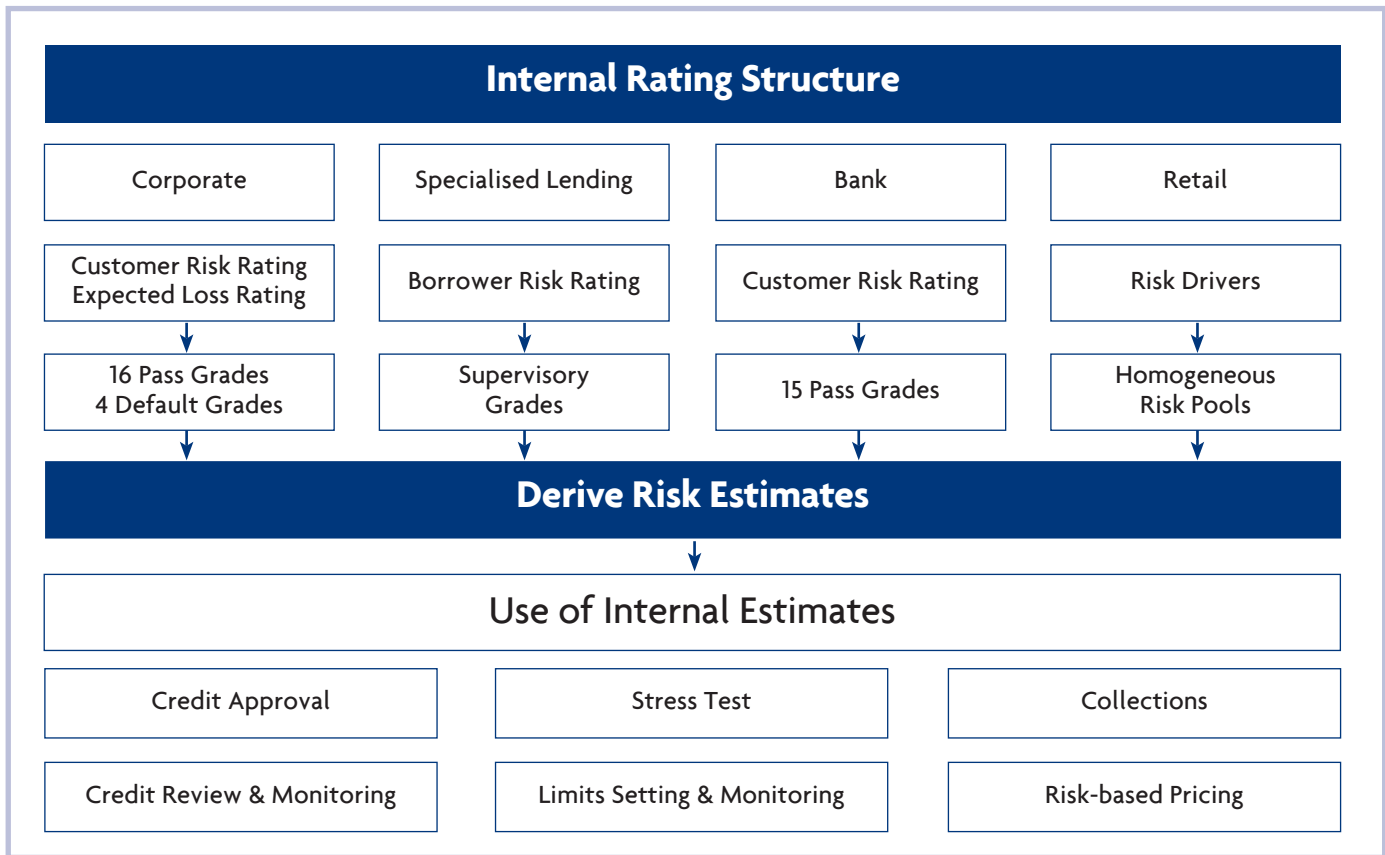 Internal Rating Structure
Corporate
Specialised Lending
Bank
Retail
Customer Risk Rating
Expected Loss Rating
Borrower Risk Rating
Customer Risk Rating
Risk Drivers
16 Pass Grades
4 Default Grades
Supervisory
Grades
15 Pass Grades
Homogeneous
Risk Pools
Derive Risk Estimates
Use of Internal Estimates
Credit Approval
Stress Test
Collections
Credit Review & Monitoring
Limits Setting & Monitoring
Risk-based Pricing